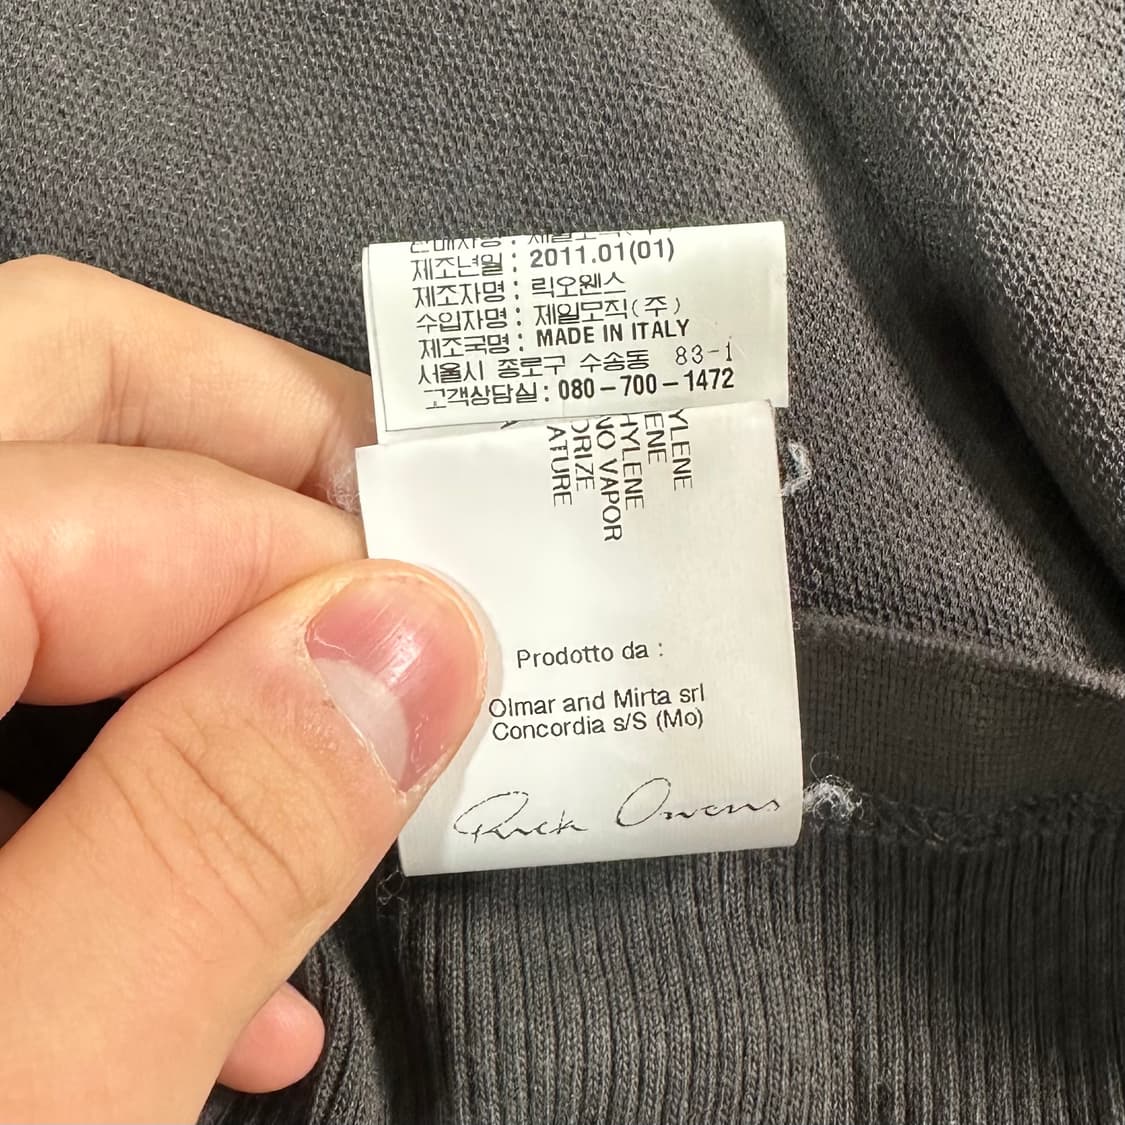 제조년월 : 2011.01(01)
제조자명 : 릭오웬스
수입자명 : 제일모직(주)
제조국명 : MADE IN ITALY
서울시 종로구 수송동 83-1
고객상담실 : 080-700-1472
YLENE
ENE
HYLENE
NO VAPOR
ORIZE
ATURE
Prodotto da :
Olmar and Mirta srl
Concordia s/S (Mo)
Rick Owens